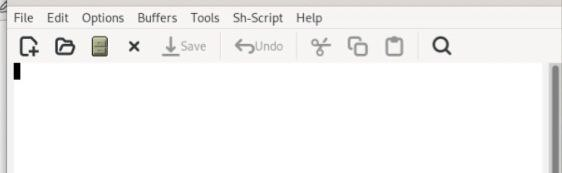 File Edit Options Buffers Tools Sh-Script Help
Save Undo